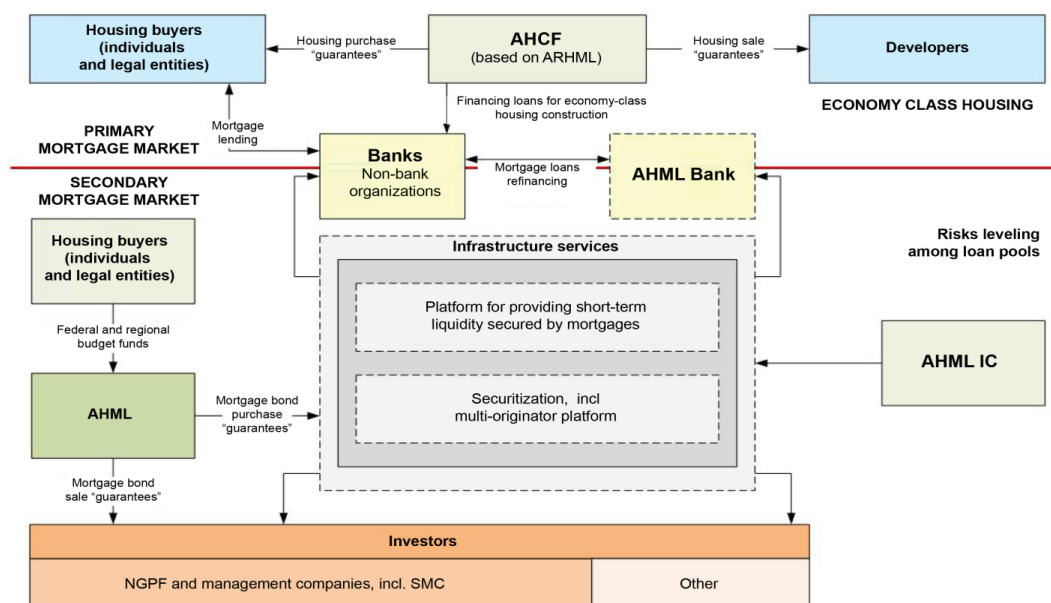 Housing buyers
(individuals
and legal entities)
Housing purchase
“guarantees”
AHCF
(based on ARHML)
Housing sale
“guarantees”
Developers
Financing loans for economy-class
housing construction
ECONOMY CLASS HOUSING
Mortgage
lending
PRIMARY
MORTGAGE MARKET
Banks
Non-bank
organizations
Mortgage loans
refinancing
AHML Bank
SECONDARY
MORTGAGE MARKET
Housing buyers
(individuals
and legal entities)
Infrastructure services
Risks leveling
among loan pools
Platform for providing short-term
liquidity secured by mortgages
Federal and regional
budget funds
AHML IC
AHML
Mortgage bond
purchase
“guarantees”
Securitization, incl
multi-originator platform
Mortgage bond
sale “guarantees”
Investors
NGPF and management companies, incl. SMC
Other